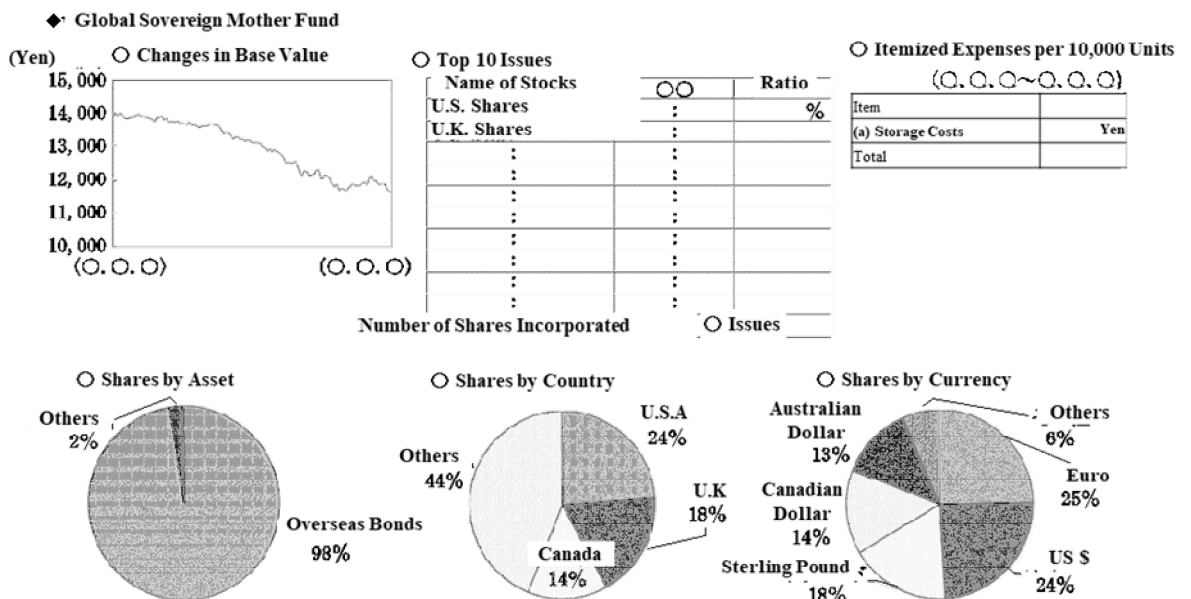 ◆ Global Sovereign Mother Fund
(Yen)
○ Changes in Base Value
15,000
14,000
13,000
12,000
11,000
10,000
(○.○.○)
(○.○.○)
○ Top 10 Issues
Name of Stocks
○○
Ratio
U.S. Shares
%
U.K. Shares
Number of Shares Incorporated
○ Issues
○ Itemized Expenses per 10,000 Units
(○.○.○~○.○.○)
Item
(a) Storage Costs
Yen
Total
○ Shares by Asset
Others
2%
Overseas Bonds
98%
○ Shares by Country
U.S.A
24%
Others
44%
U.K
18%
Canada
14%
○ Shares by Currency
Australian
Dollar
13%
Others
6%
Euro
25%
Canadian
Dollar
14%
US $
24%
Sterling Pound
18%